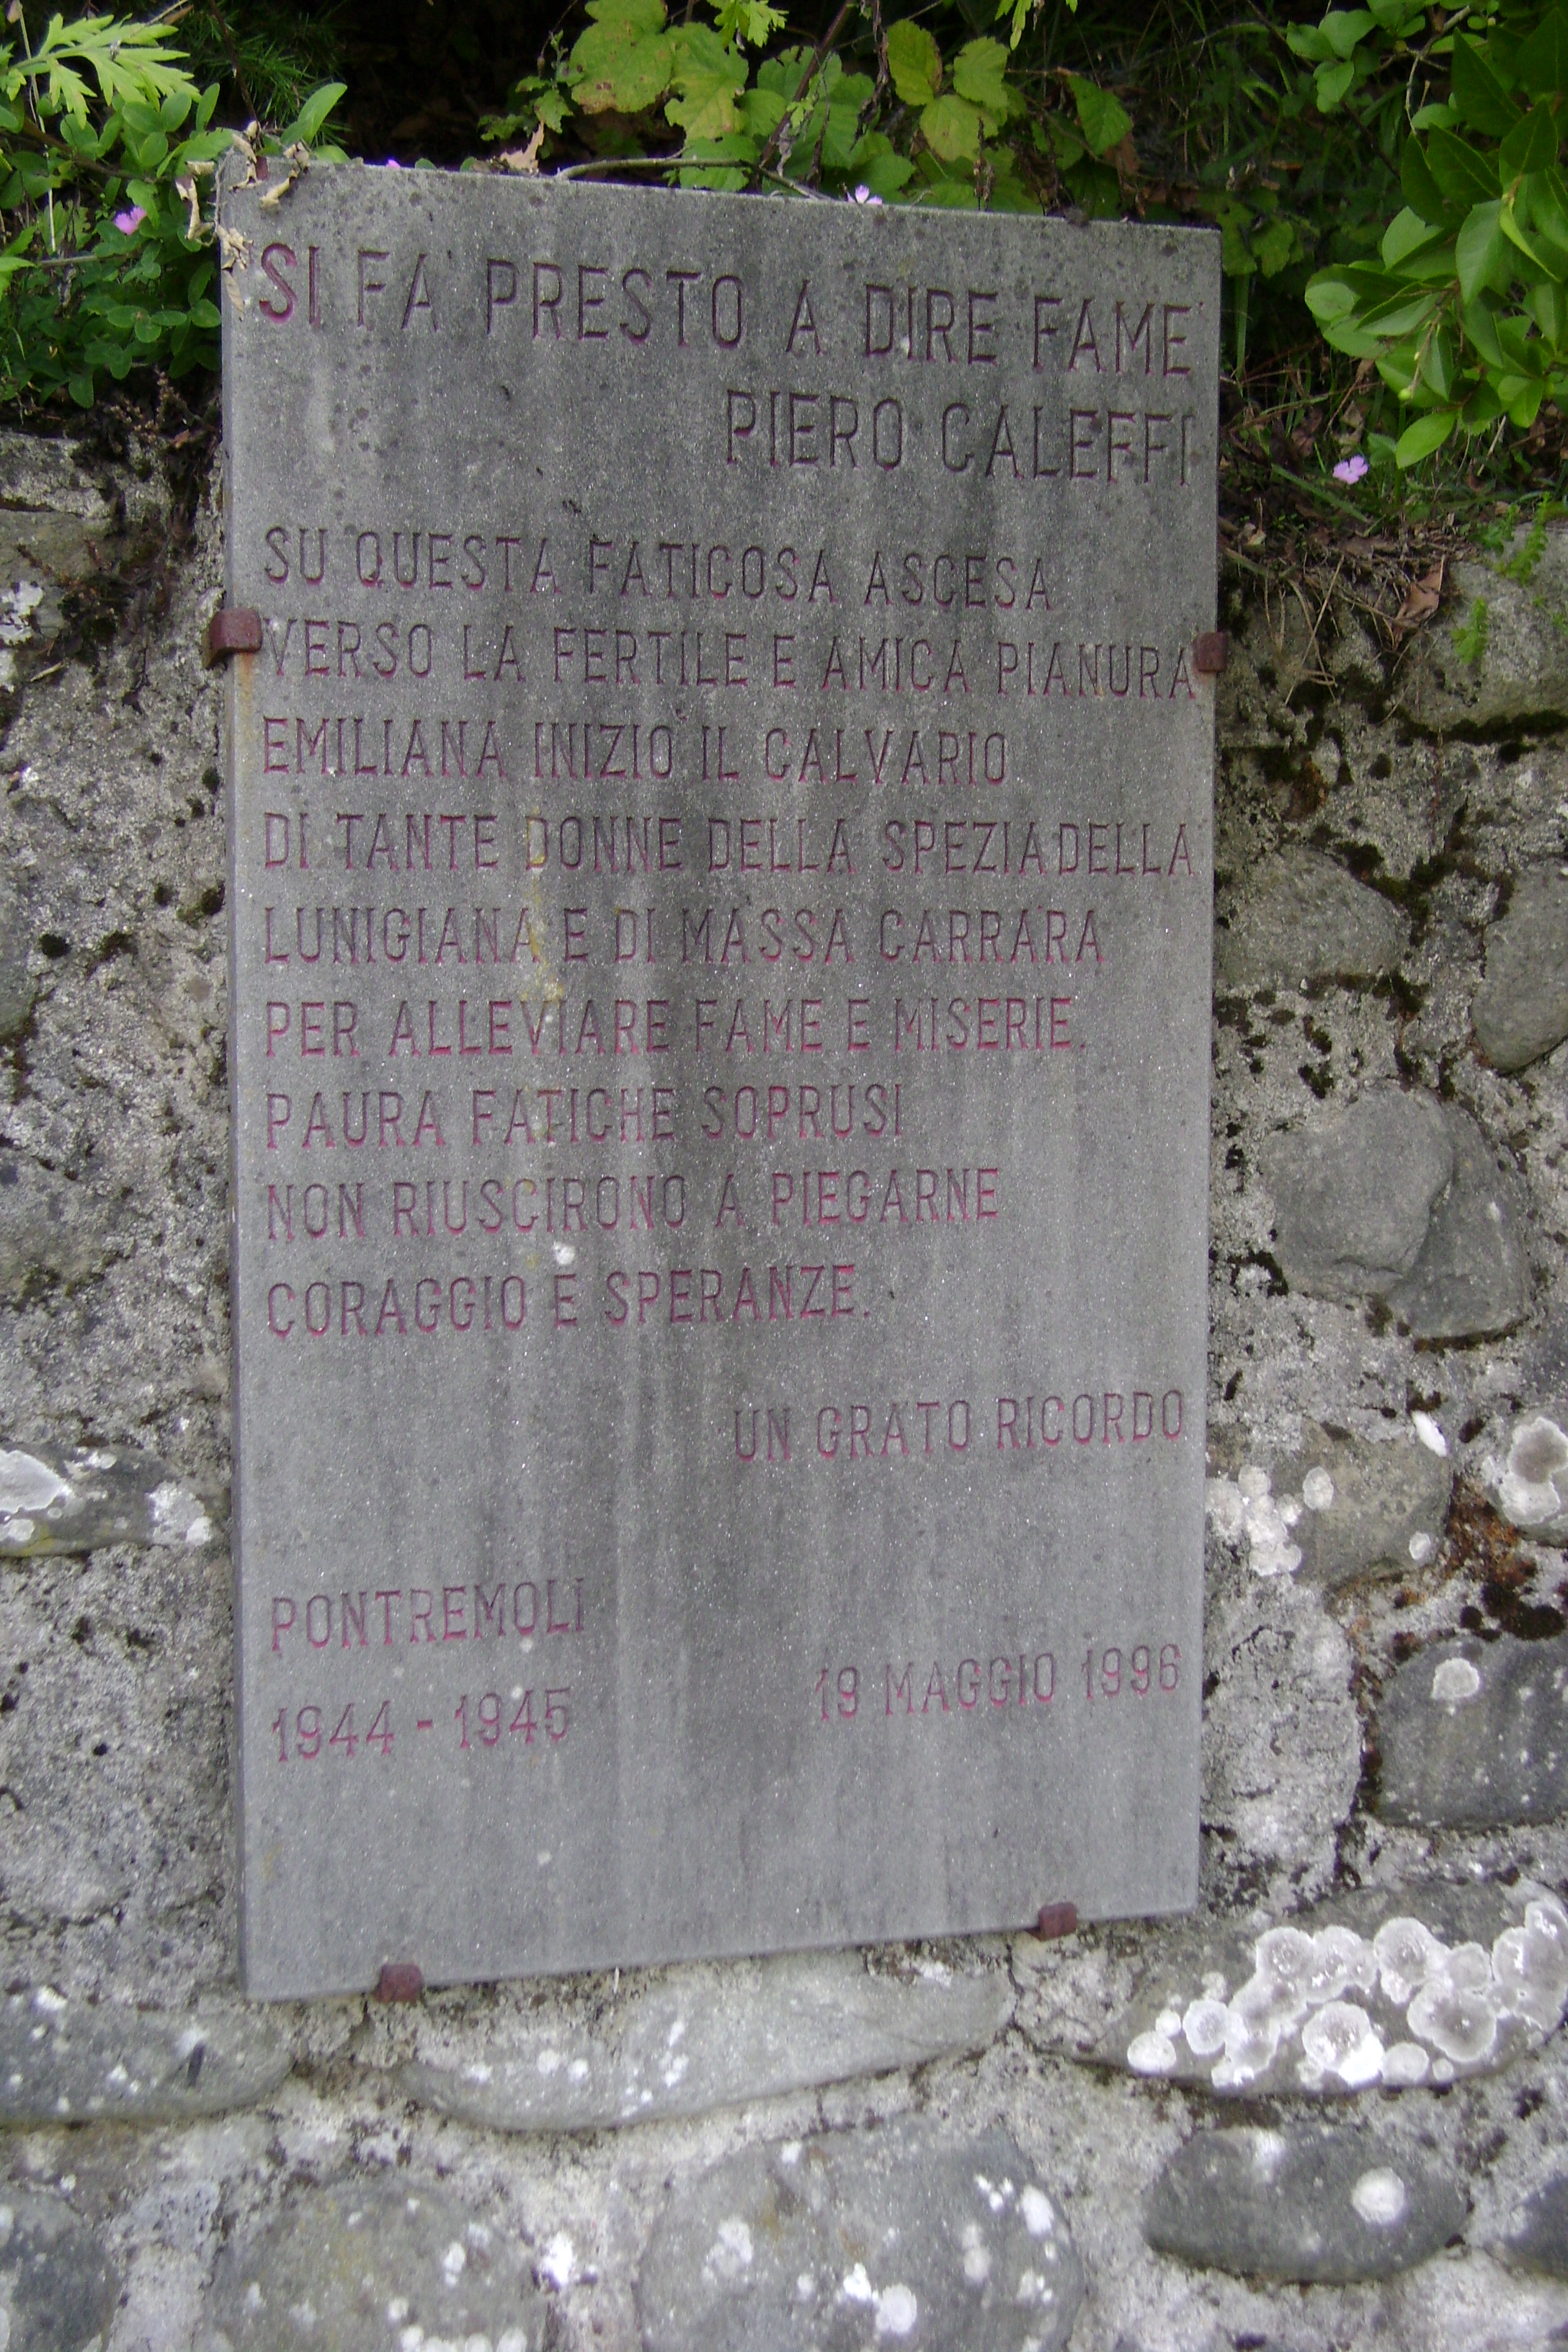 SI FA' PRESTO A DIRE FAME'
PIERO CALEFFI
SU QUESTA FATICOSA ASCESA
VERSO LA FERTILE E AMICA PIANURA
EMILIANA INIZIO IL CALVARIO
DI TANTE DONNE DELLA SPEZIA DELLA
LUNIGIANA E DI MASSA CARRARA
PER ALLEVIARE FAME E MISERIE.
PAURA FATICHE SOPRUSI
NON RIUSCIRONO A PIEGARNE
CORAGGIO E SPERANZE.
UN GRATO RICORDO
PONTREMOLI
1944 - 1945
19 MAGGIO 1996